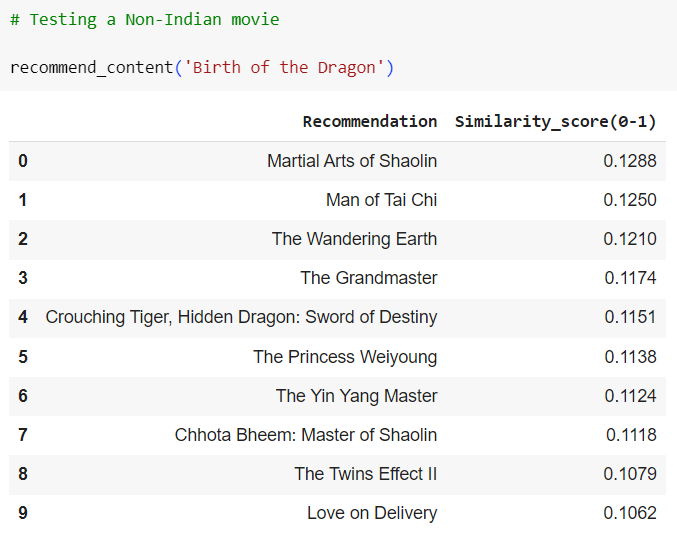 # Testing a Non-Indian movie
recommend_content('Birth of the Dragon')
Recommendation Similarity_score(0-1)
0 Martial Arts of Shaolin 0.1288
1 Man of Tai Chi 0.1250
2 The Wandering Earth 0.1210
3 The Grandmaster 0.1174
4 Crouching Tiger, Hidden Dragon: Sword of Destiny 0.1151
5 The Princess Weiyoung 0.1138
6 The Yin Yang Master 0.1124
7 Chhota Bheem: Master of Shaolin 0.1118
8 The Twins Effect II 0.1079
9 Love on Delivery 0.1062